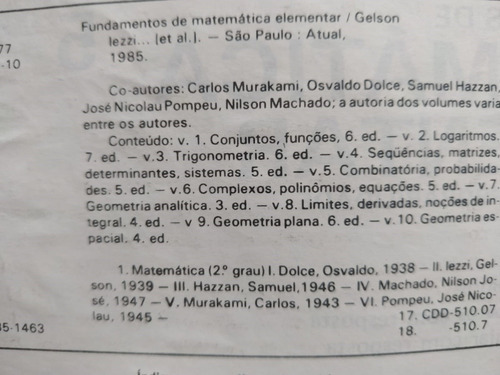 Fundamentos de matemática elementar / Gelson
Iezzi... [et al.]. — São Paulo : Atual,
77
-10
1985.
Co-autores: Carlos Murakami, Osvaldo Dolce, Samuel Hazzan,
José Nicolau Pompeu, Nilson Machado; a autoria dos volumes varia
entre os autores.
Conteúdo: v. 1. Conjuntos, funções, 6. ed. — v. 2. Logaritmos.
7. ed. — v.3. Trigonometria. 6. ed. — v.4. Seqüências, matrizes,
determinantes, sistemas. 5. ed. — v.5. Combinatória, probabilida-
des. 5. ed. — v.6. Complexos, polinômios, equações. 5. ed. — v.7.
Geometria analítica. 3. ed. — v.8. Limites, derivadas, noções de in-
tegral. 4. ed. — v 9. Geometria plana. 6. ed. — v.10. Geometria es-
pacial. 4. ed.
1. Matemática (2.º grau) I. Dolce, Osvaldo, 1938 — II. Iezzi, Gel-
son, 1939 — III. Hazzan, Samuel, 1946 — IV. Machado, Nilson Jo-
sé, 1947 — V. Murakami, Carlos, 1943 — VI. Pompeu, José Nico-
lau, 1945 —
17. CDD-510.07
35-1463
18. -510.7